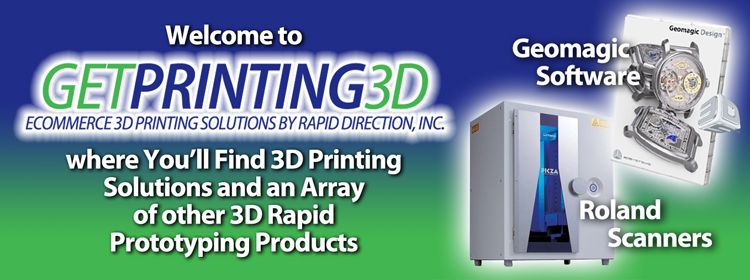 Welcome to
GETPRINTING3D
ECOMMERCE 3D PRINTING SOLUTIONS BY RAPID DIRECTION, INC.
where You'll Find 3D Printing
Solutions and an Array
of other 3D Rapid
Prototyping Products
Geomagic
Software
Geomagic Design
PICZA
Roland
Scanners